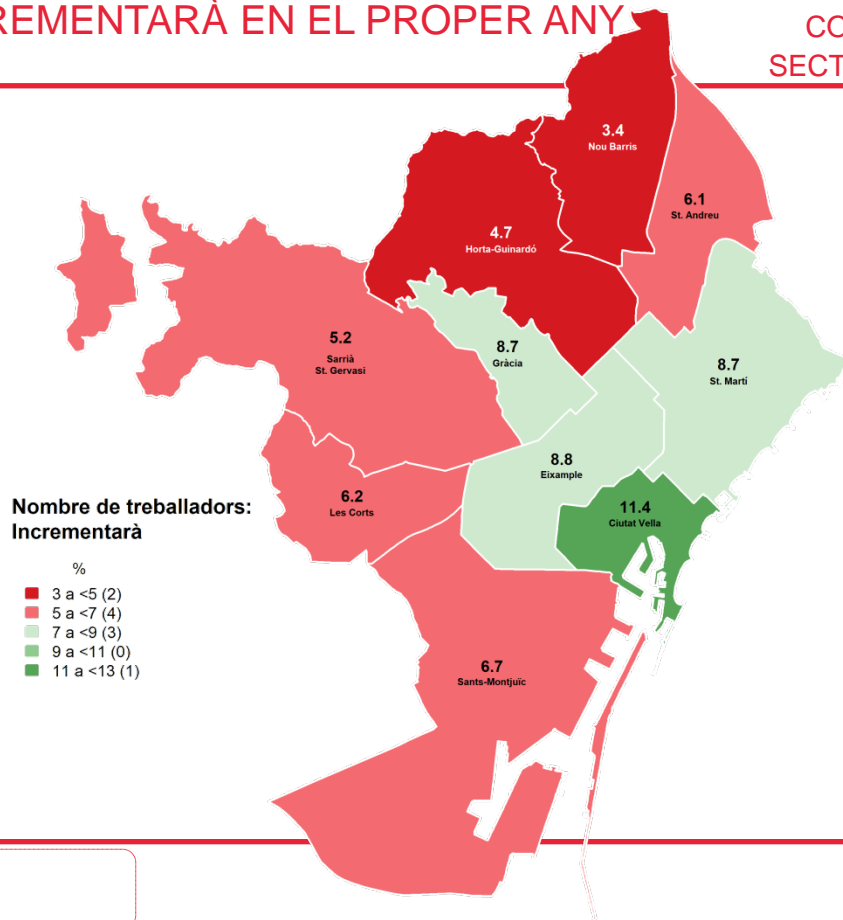 REMENTARÀ EN EL PROPER ANY
CO
SECT
3.4
Nou Barris
6.1
St. Andreu
4.7
Horta-Guinardó
5.2
Sarrià
St. Gervasi
8.7
Gràcia
8.7
St. Martí
8.8
Eixample
6.2
Les Corts
11.4
Ciutat Vella
Nombre de treballadors:
Incrementarà
%
3 a <5 (2)
5 a <7 (4)
7 a <9 (3)
9 a <11 (0)
11 a <13 (1)
6.7
Sants-Montjuïc